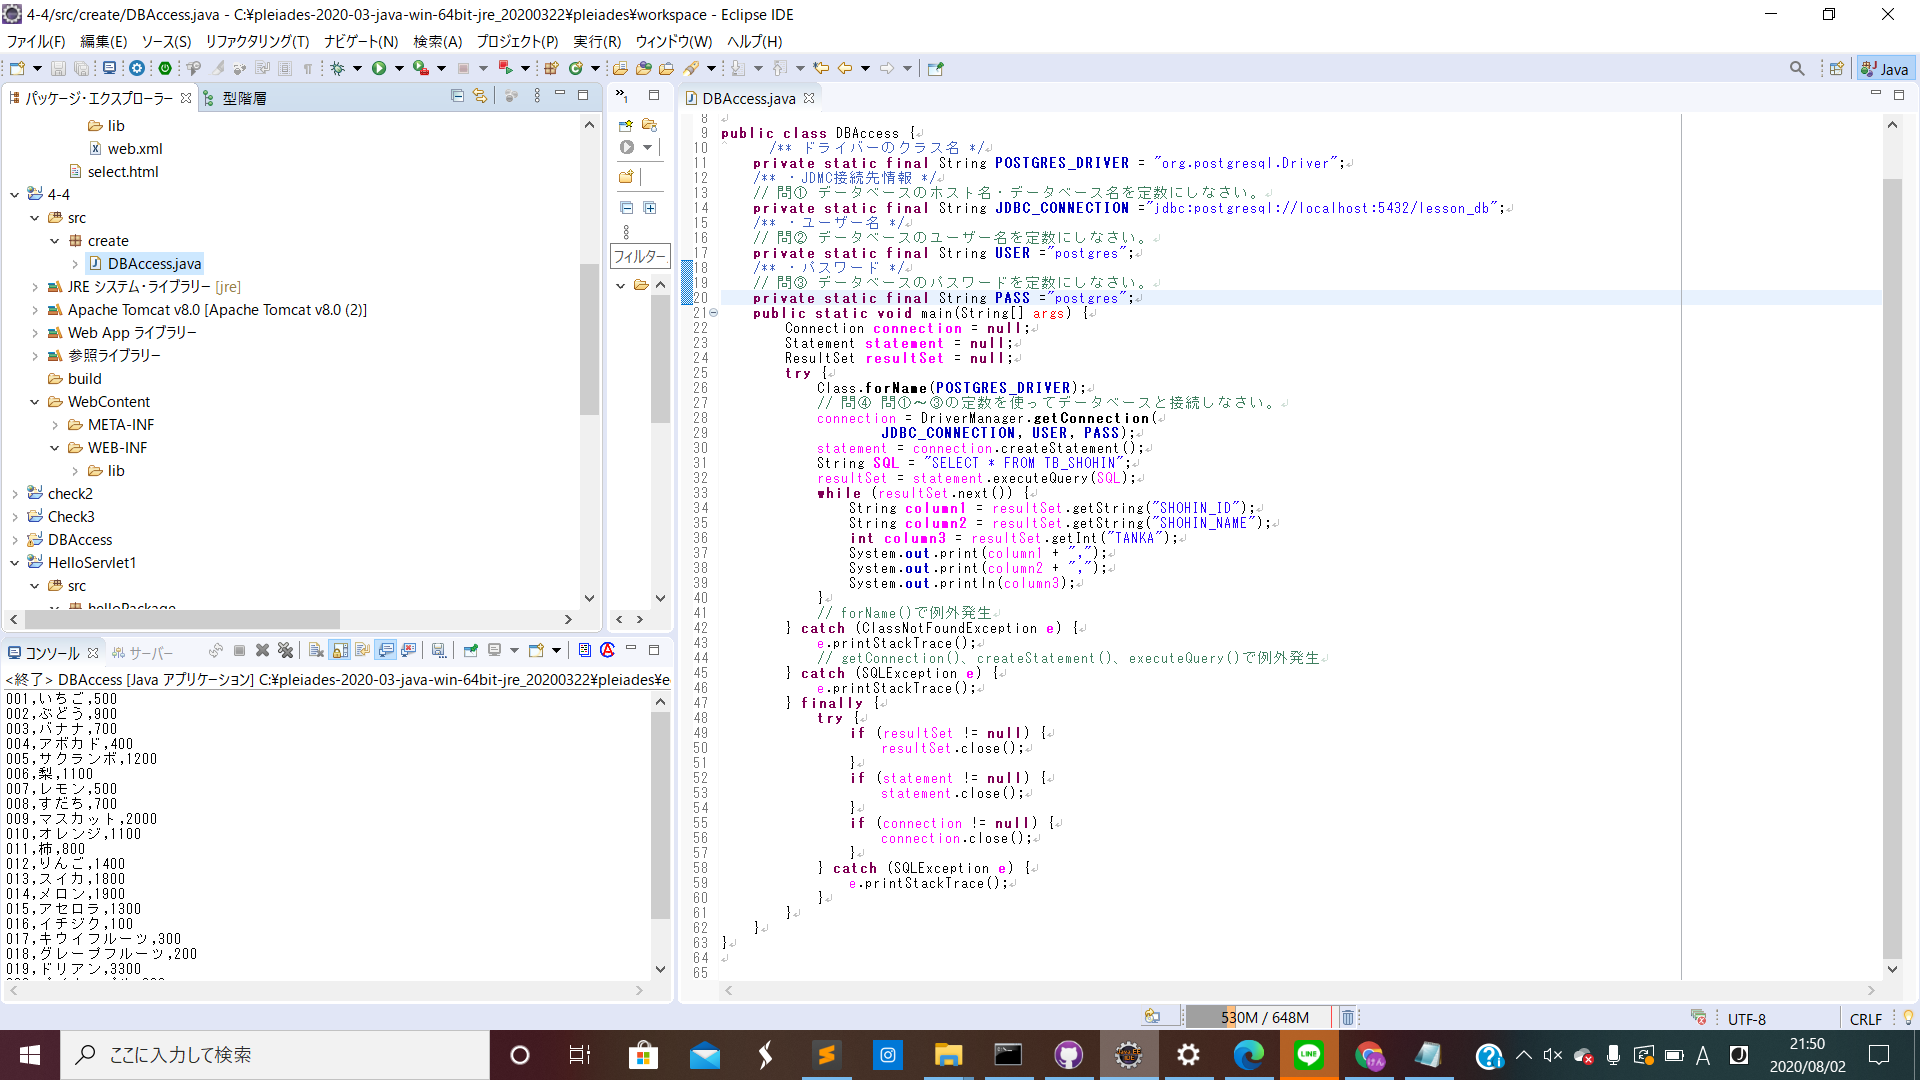 4-4/src/create/DBAccess.java - C:¥pleiades-2020-03-java-win-64bit-jre_20200322¥pleiades¥workspace - Eclipse IDE
ファイル(F) 編集(E) ソース(S) リファクタリング(T) ナビゲート(N) 検索(A) プロジェクト(P) 実行(R) ウィンドウ(W) ヘルプ(H)
Java
パッケージ・エクスプローラー 型階層
lib
web.xml
select.html
4-4
src
create
DBAccess.java
JRE システム・ライブラリー [jre]
Apache Tomcat v8.0 [Apache Tomcat v8.0 (2)]
Web App ライブラリー
参照ライブラリー
build
WebContent
META-INF
WEB-INF
lib
check2
Check3
DBAccess
HelloServlet1
src
helloPackage
フィルター
DBAccess.java
8
9 public class DBAccess {
10 /** ドライバーのクラス名 */
11 private static final String POSTGRES_DRIVER = "org.postgresql.Driver";
12 /** ・JDMC接続先情報 */
13 // 問① データベースのホスト名・データベース名を定数にしなさい。
14 private static final String JDBC_CONNECTION ="jdbc:postgresql://localhost:5432/lesson_db";
15 /** ・ユーザー名 */
16 // 問② データベースのユーザー名を定数にしなさい。
17 private static final String USER ="postgres";
18 /** ・パスワード */
19 // 問③ データベースのパスワードを定数にしなさい。
20 private static final String PASS ="postgres";
21 public static void main(String[] args) {
22 Connection connection = null;
23 Statement statement = null;
24 ResultSet resultSet = null;
25 try {
26 Class.forName(POSTGRES_DRIVER);
27 // 問④ 問①～③の定数を使ってデータベースと接続しなさい。
28 connection = DriverManager.getConnection(
29 JDBC_CONNECTION, USER, PASS);
30 statement = connection.createStatement();
31 String SQL = "SELECT * FROM TB_SHOHIN";
32 resultSet = statement.executeQuery(SQL);
33 while (resultSet.next()) {
34 String column1 = resultSet.getString("SHOHIN_ID");
35 String column2 = resultSet.getString("SHOHIN_NAME");
36 int column3 = resultSet.getInt("TANKA");
37 System.out.print(column1 + ",");
38 System.out.print(column2 + ",");
39 System.out.println(column3);
40 }
41 // forName()で例外発生
42 } catch (ClassNotFoundException e) {
43 e.printStackTrace();
44 // getConnection()、createStatement()、executeQuery()で例外発生
45 } catch (SQLException e) {
46 e.printStackTrace();
47 } finally {
48 try {
49 if (resultSet != null) {
50 resultSet.close();
51 }
52 if (statement != null) {
53 statement.close();
54 }
55 if (connection != null) {
56 connection.close();
57 }
58 } catch (SQLException e) {
59 e.printStackTrace();
60 }
61 }
62 }
63 }
64
65
コンソール サーバー
<終了> DBAccess [Java アプリケーション] C:¥pleiades-2020-03-java-win-64bit-jre_20200322¥pleiades¥e
001,いちご,500
002,ぶどう,900
003,バナナ,700
004,アボカド,400
005,サクランボ,1200
006,梨,1100
007,レモン,500
008,すだち,700
009,マスカット,2000
010,オレンジ,1100
011,柿,800
012,りんご,1400
013,スイカ,1800
014,メロン,1900
015,アセロラ,1300
016,イチジク,100
017,キウイフルーツ,300
018,グレープフルーツ,200
019,ドリアン,3300
530M / 648M
UTF-8
CRLF
ここに入力して検索
LINE
けん
A
J
21:50
2020/08/02